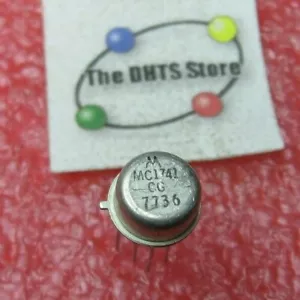 The DHTS Store
MC1741
CG
7736